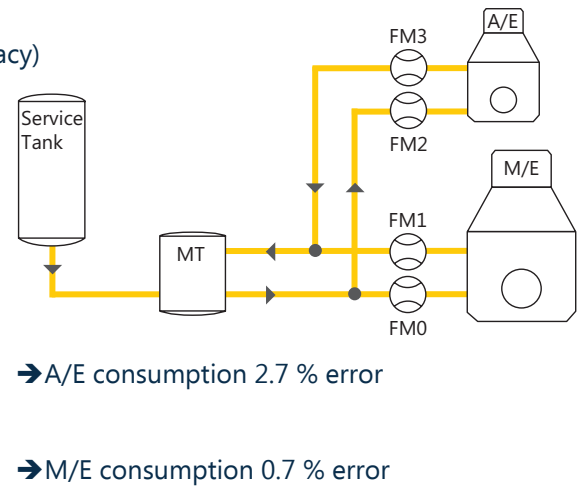 A/E
FM3
acy)
Service
Tank
FM2
M/E
FM1
MT
FM0
➔A/E consumption 2.7 % error
➔M/E consumption 0.7 % error